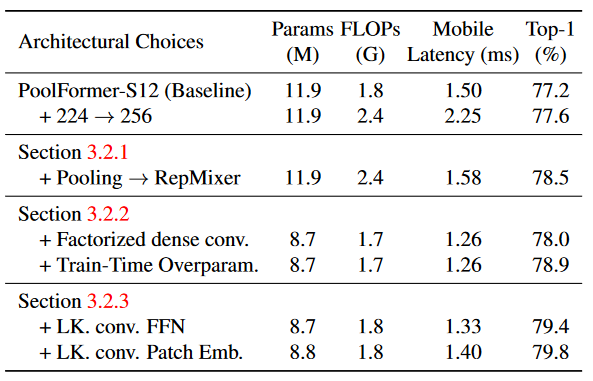 Architectural Choices Params FLOPs Mobile Top-1
(M) (G) Latency (ms) (%)
PoolFormer-S12 (Baseline) 11.9 1.8 1.50 77.2
+ 224 → 256 11.9 2.4 2.25 77.6
Section 3.2.1
+ Pooling → RepMixer 11.9 2.4 1.58 78.5
Section 3.2.2
+ Factorized dense conv. 8.7 1.7 1.26 78.0
+ Train-Time Overparam. 8.7 1.7 1.26 78.9
Section 3.2.3
+ LK. conv. FFN 8.7 1.8 1.33 79.4
+ LK. conv. Patch Emb. 8.8 1.8 1.40 79.8